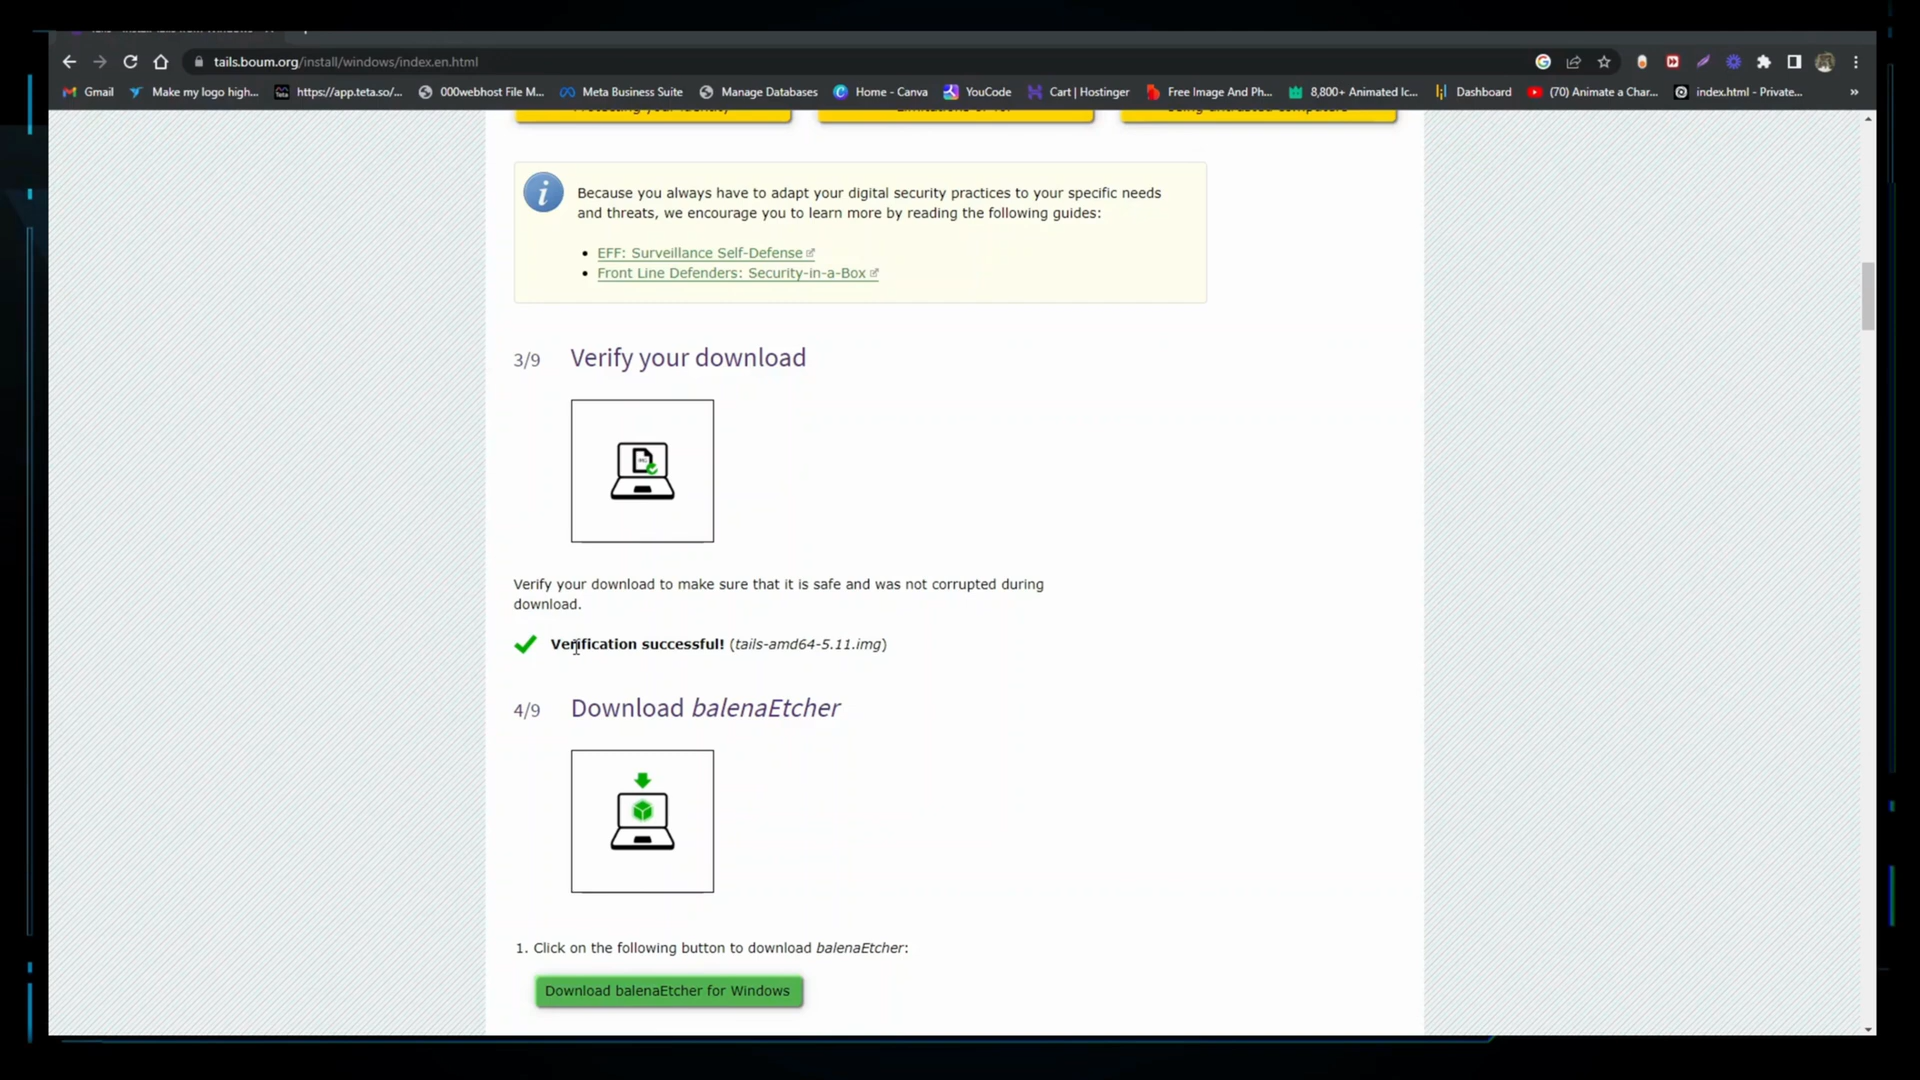 tails.boum.org/install/windows/index.en.html
Gmail Make my logo high... https://app.teta.so/... 000webhost File M... Meta Business Suite Manage Databases Home - Canva YouCode Cart | Hostinger Free Image And Ph... 8,800+ Animated Ic... Dashboard (70) Animate a Char... index.html - Private... »
Because you always have to adapt your digital security practices to your specific needs
and threats, we encourage you to learn more by reading the following guides:
• EFF: Surveillance Self-Defense
• Front Line Defenders: Security-in-a-Box
3/9 Verify your download
Verify your download to make sure that it is safe and was not corrupted during
download.
Verification successful! (tails-amd64-5.11.img)
4/9 Download balenaEtcher
1. Click on the following button to download balenaEtcher:
Download balenaEtcher for Windows